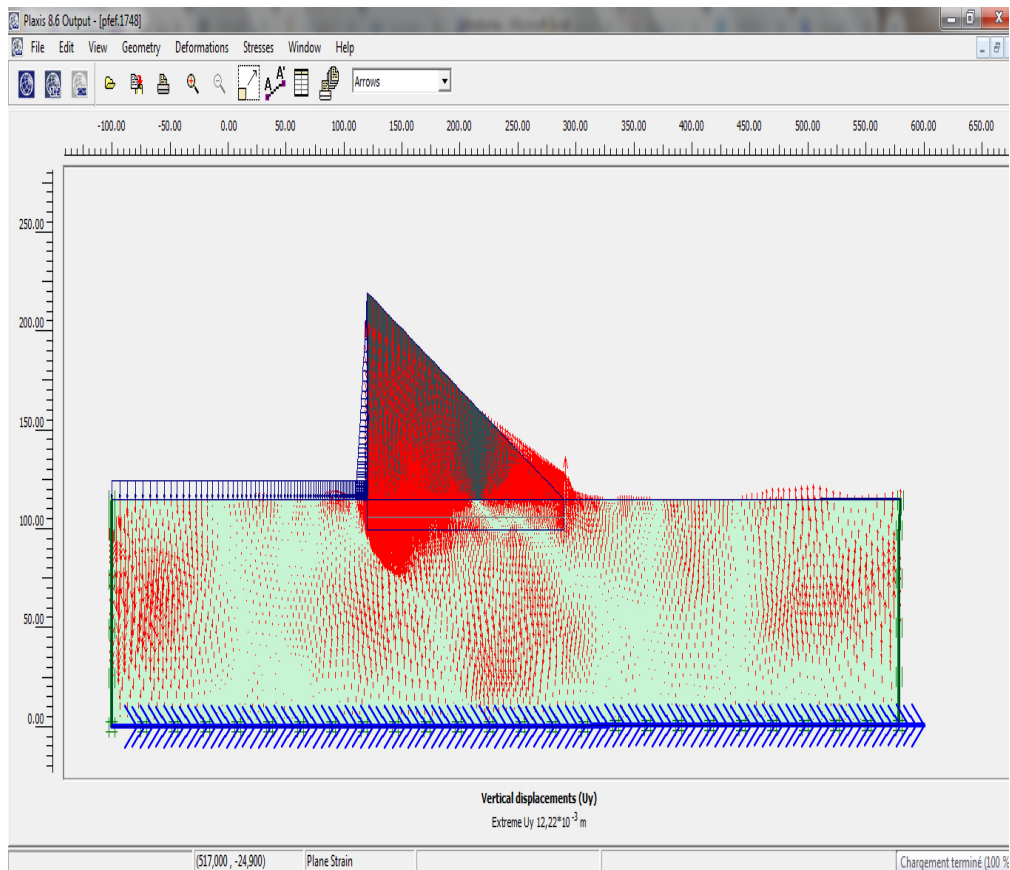 Plaxis 8.6 Output - [pfef.1748]
File Edit View Geometry Deformations Stresses Window Help
A A' Arrows
-100.00 -50.00 0.00 50.00 100.00 150.00 200.00 250.00 300.00 350.00 400.00 450.00 500.00 550.00 600.00 650.00
250.00
200.00
150.00
100.00
50.00
0.00
Vertical displacements (Uy)
Extreme Uy 12,22*10⁻³ m
(517,000 , -24,900) Plane Strain Chargement terminé (100 %